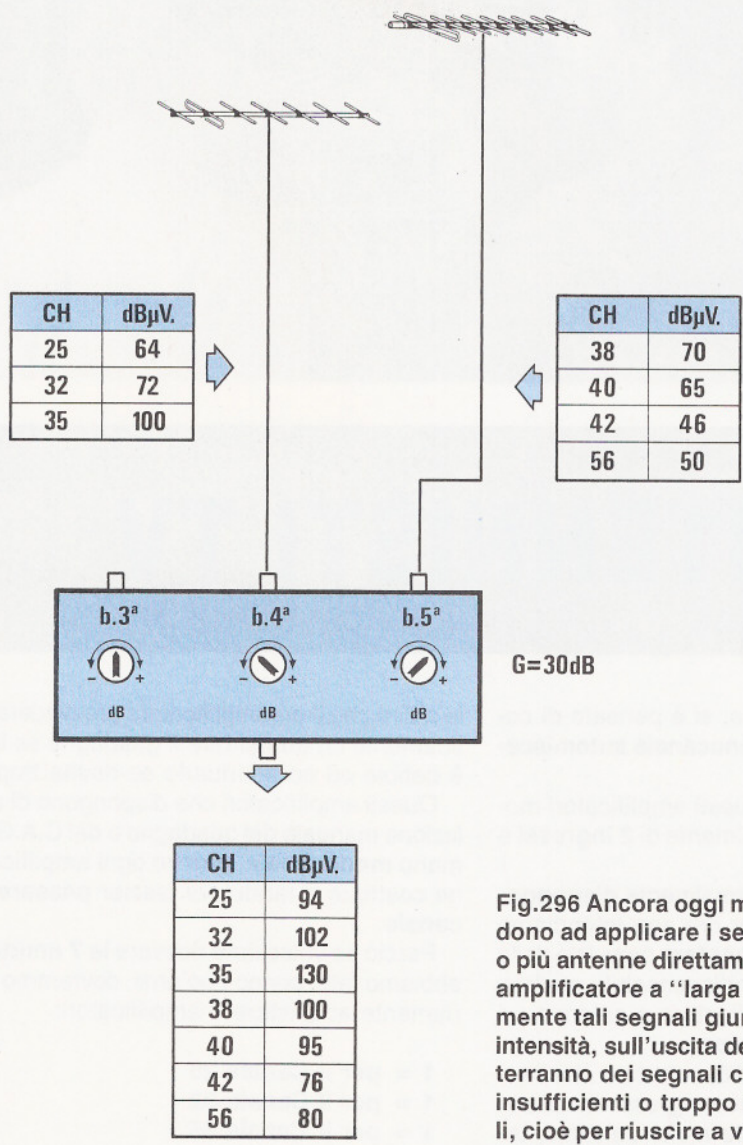 CH dBµV.
25 64
32 72
35 100
CH dBµV.
38 70
40 65
42 46
56 50
b.3ª b.4ª b.5ª
- + - + - +
dB dB dB
G=30dB
CH dBµV.
25 94
32 102
35 130
38 100
40 95
42 76
56 80
Fig.296 Ancora oggi m
dono ad applicare i se
o più antenne diretta
amplificatore a "larga
mente tali segnali giun
intensità, sull'uscita de
terranno dei segnali c
insufficienti o troppo
li, cioè per riuscire a v